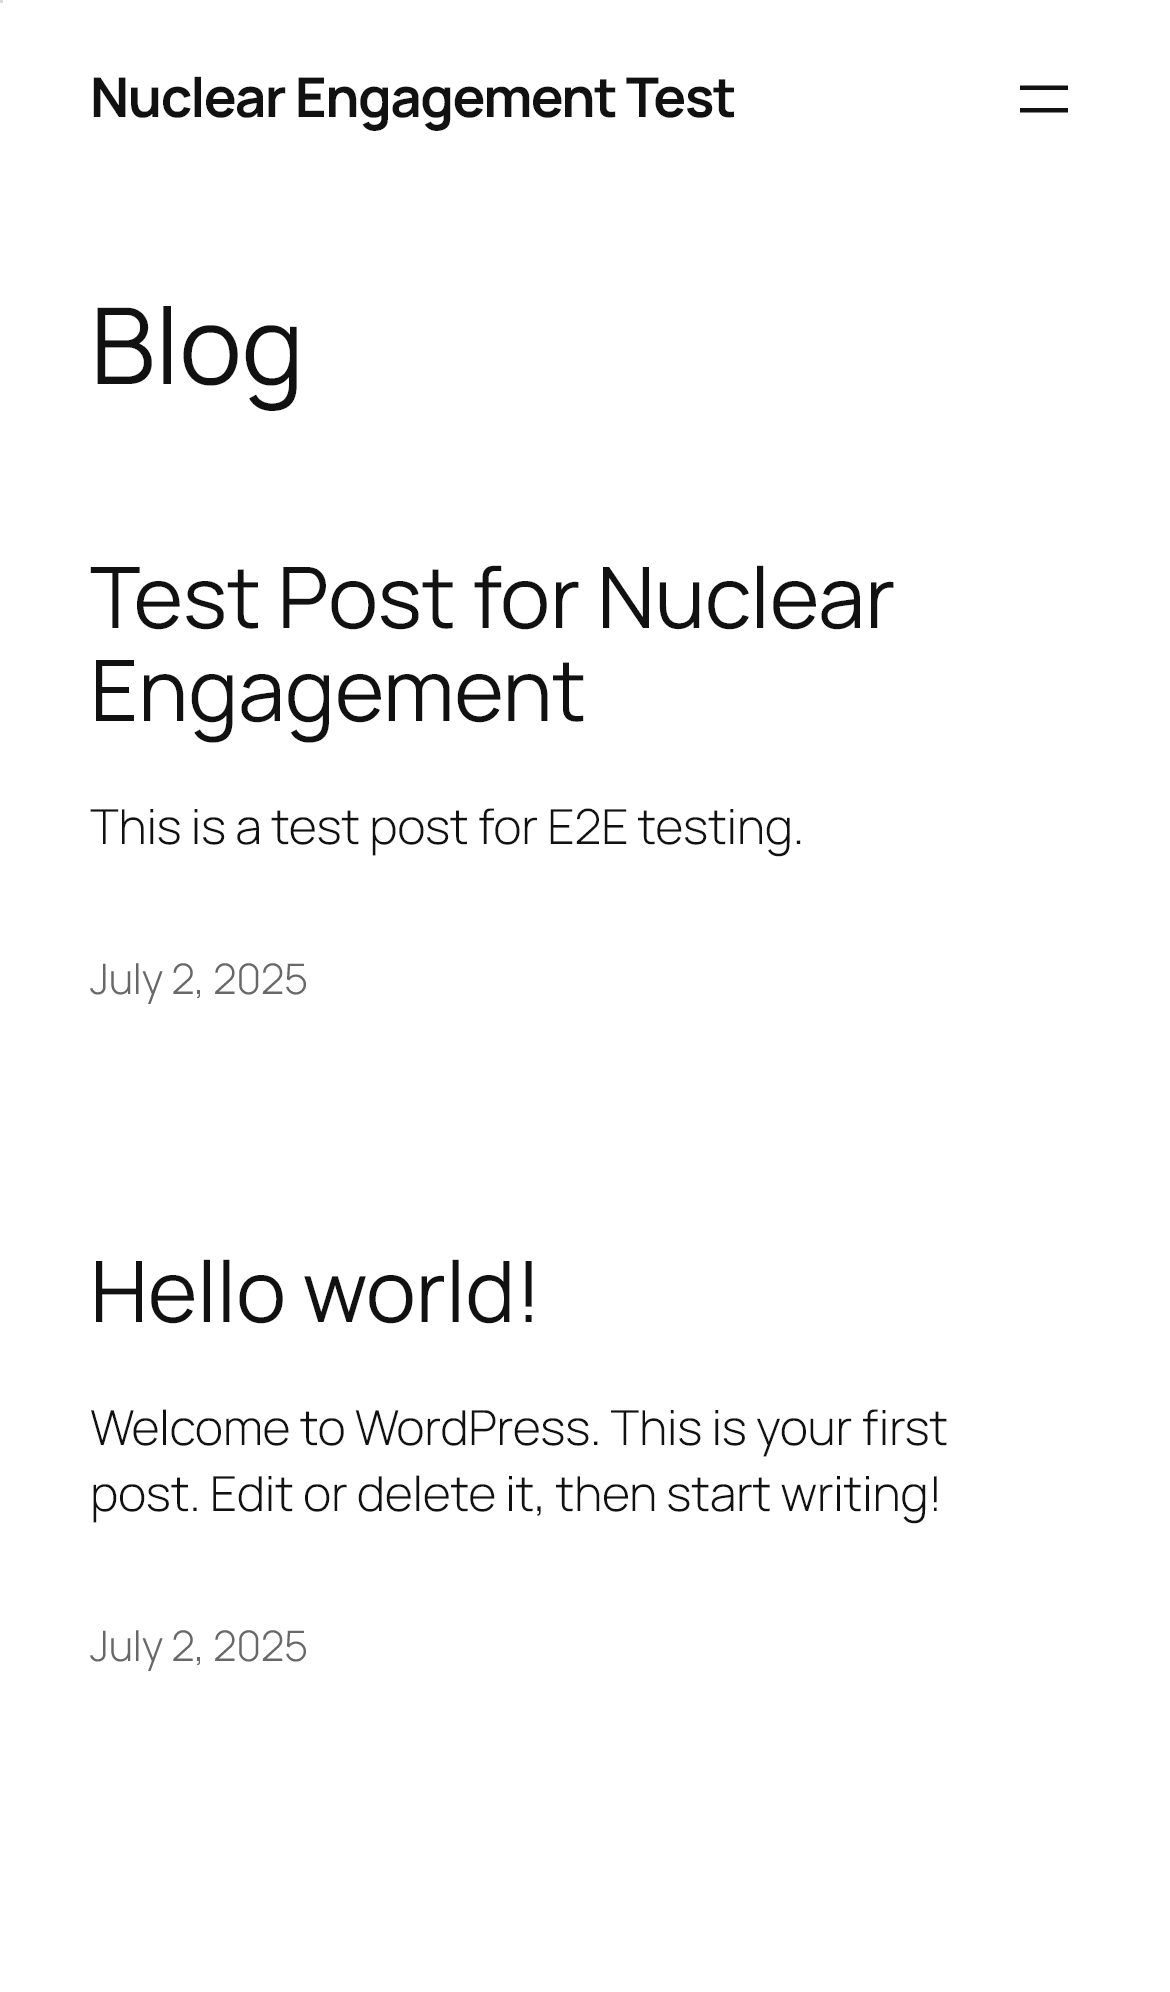 Nuclear Engagement Test
Blog
Test Post for Nuclear
Engagement
This is a test post for E2E testing.
July 2, 2025
Hello world!
Welcome to WordPress. This is your first
post. Edit or delete it, then start writing!
July 2, 2025